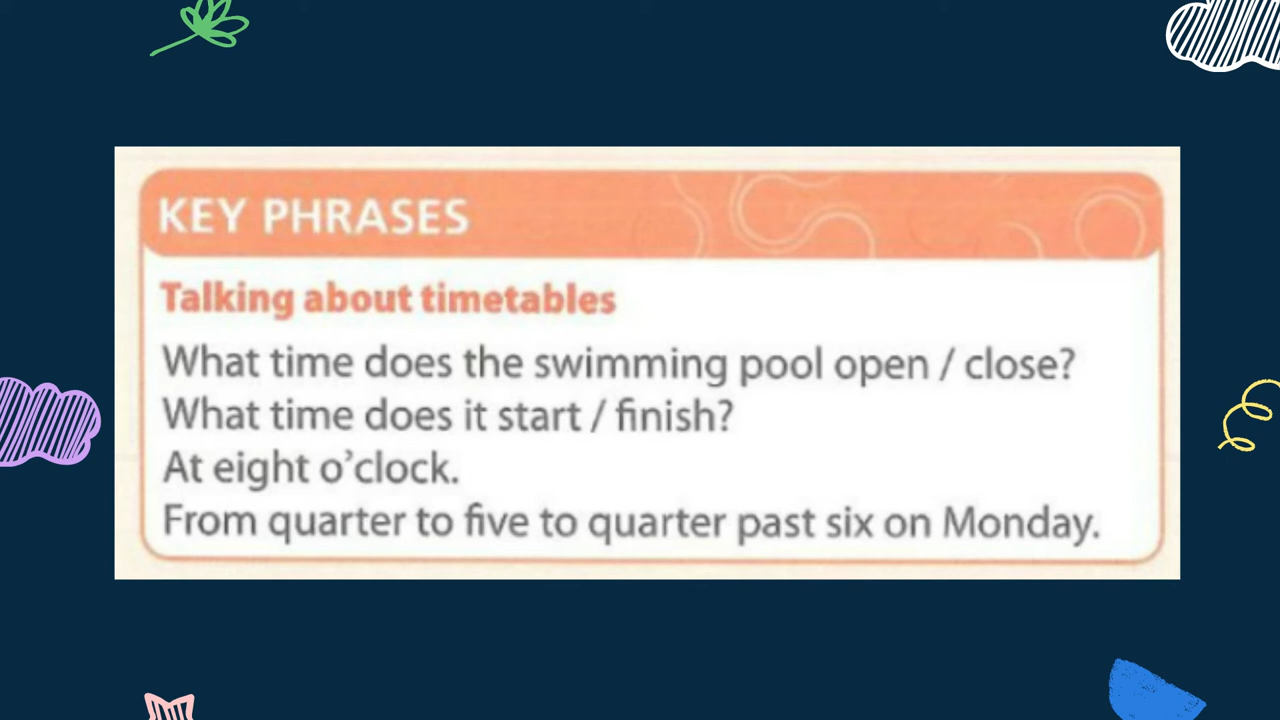 KEY PHRASES
Talking about timetables
What time does the swimming pool open / close?
What time does it start / finish?
At eight o’clock.
From quarter to five to quarter past six on Monday.